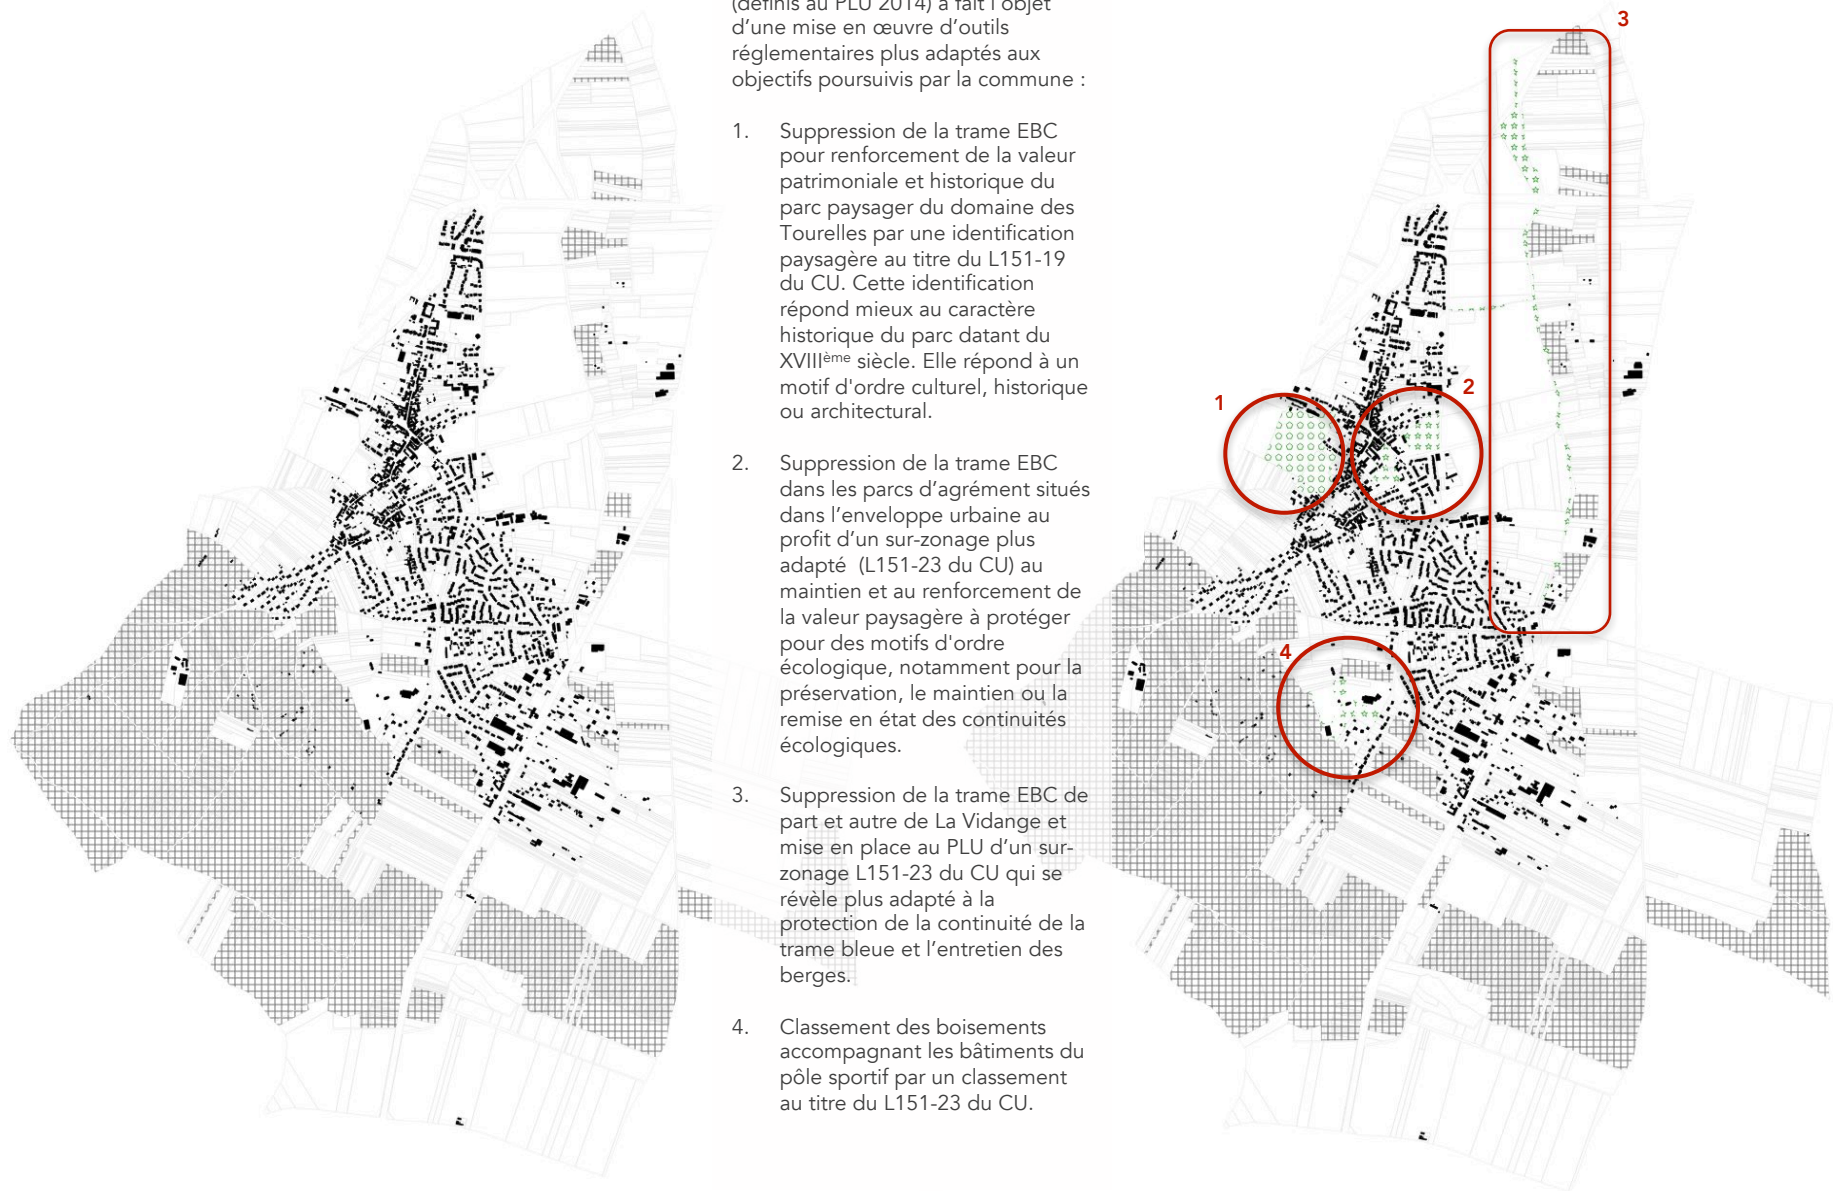 (définis au PLU 2014) a fait l'objet
d'une mise en œuvre d'outils
réglementaires plus adaptés aux
objectifs poursuivis par la commune :
1. Suppression de la trame EBC
pour renforcement de la valeur
patrimoniale et historique du
parc paysager du domaine des
Tourelles par une identification
paysagère au titre du L151-19
du CU. Cette identification
répond mieux au caractère
historique du parc datant du
XVIIIème siècle. Elle répond à un
motif d'ordre culturel, historique
ou architectural.
2. Suppression de la trame EBC
dans les parcs d'agrément situés
dans l'enveloppe urbaine au
profit d'un sur-zonage plus
adapté (L151-23 du CU) au
maintien et au renforcement de
la valeur paysagère à protéger
pour des motifs d'ordre
écologique, notamment pour la
préservation, le maintien ou la
remise en état des continuités
écologiques.
3. Suppression de la trame EBC de
part et autre de La Vidange et
mise en place au PLU d'un sur-
zonage L151-23 du CU qui se
révèle plus adapté à la
protection de la continuité de la
trame bleue et l'entretien des
berges.
4. Classement des boisements
accompagnant les bâtiments du
pôle sportif par un classement
au titre du L151-23 du CU.
3
2
1
4